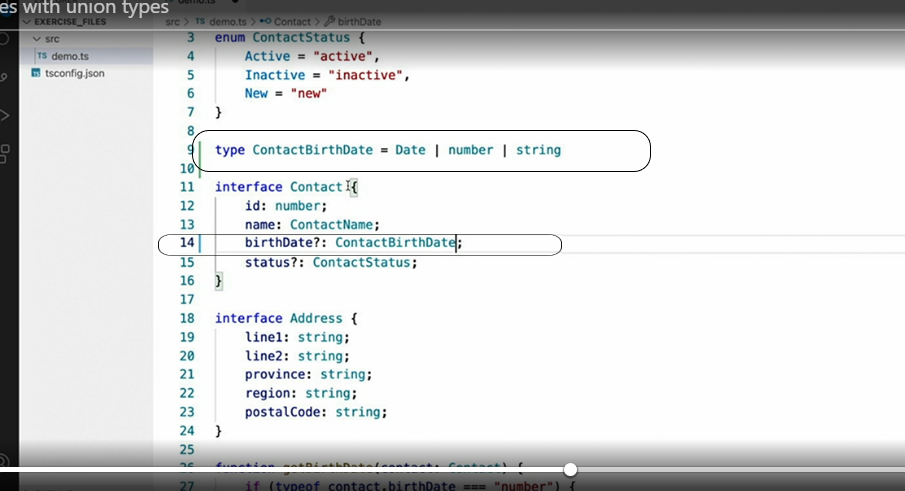 es with union types
demo.ts
EXERCISE_FILES
src > TS demo.ts > Contact > birthDate
src
TS demo.ts
tsconfig.json
3 enum ContactStatus {
4 Active = "active",
5 Inactive = "inactive",
6 New = "new"
7 }
8
9 type ContactBirthDate = Date | number | string
10
11 interface Contact {
12 id: number;
13 name: ContactName;
14 birthDate?: ContactBirthDate;
15 status?: ContactStatus;
16 }
17
18 interface Address {
19 line1: string;
20 line2: string;
21 province: string;
22 region: string;
23 postalCode: string;
24 }
25
26 function getBirthDate(contact: Contact) {
27 if (typeof contact.birthDate === "number") {